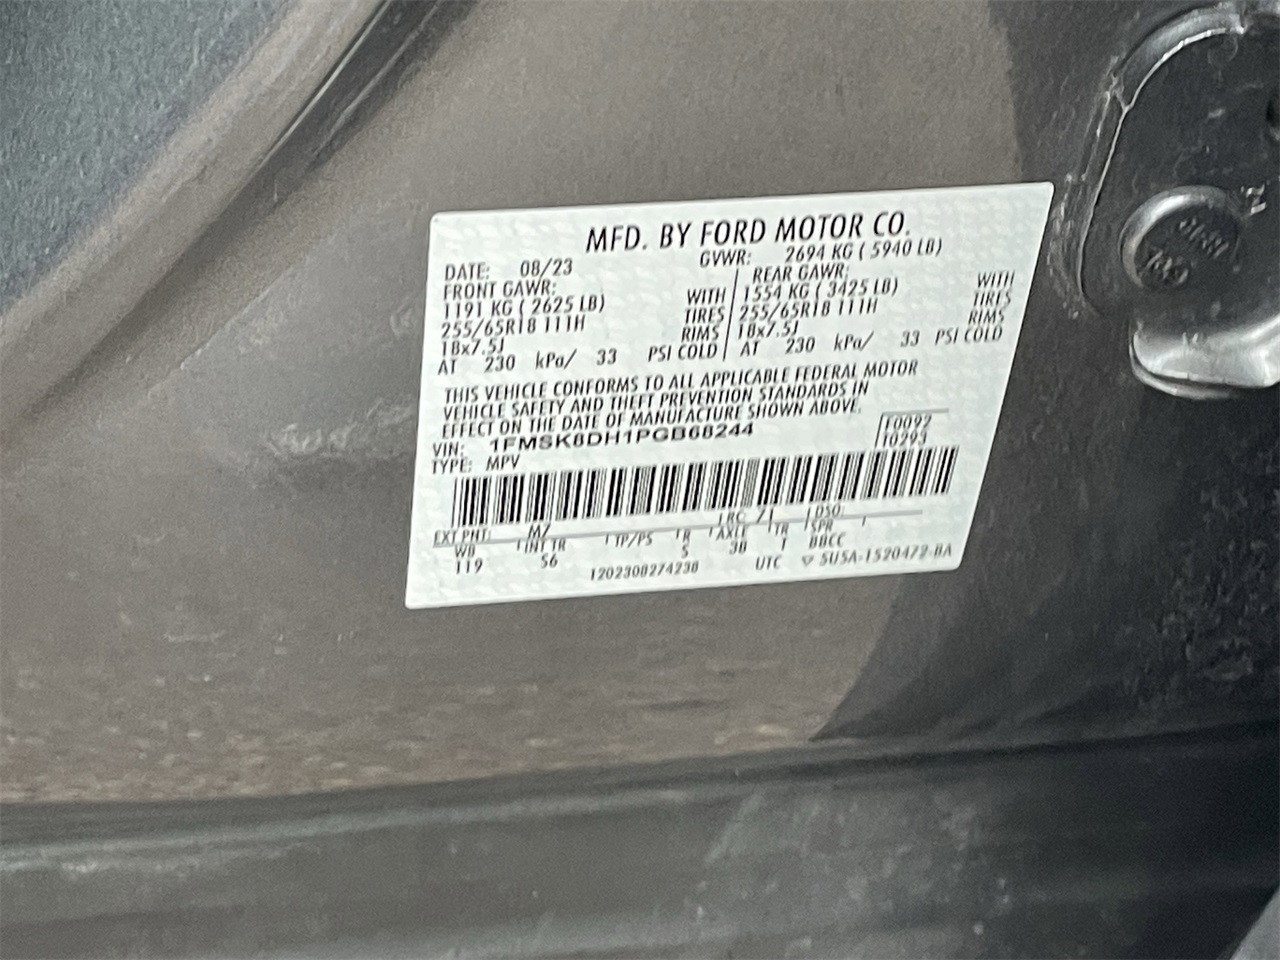 MFD. BY FORD MOTOR CO.
DATE: 08/23 GVWR: 2694 KG ( 5940 LB)
FRONT GAWR: REAR GAWR:
1191 KG ( 2625 LB) WITH 1554 KG ( 3425 LB) WITH
255/65R18 111H TIRES 255/65R18 111H TIRES
18x7.5J RIMS 18x7.5J RIMS
AT 230 kPa/ 33 PSI COLD AT 230 kPa/ 33 PSI COLD
THIS VEHICLE CONFORMS TO ALL APPLICABLE FEDERAL MOTOR
VEHICLE SAFETY AND THEFT PREVENTION STANDARDS IN
EFFECT ON THE DATE OF MANUFACTURE SHOWN ABOVE.
VIN: 1FMSK8DH1PGB68244 F0092
TYPE: MPV T0293
EXT PNT: M7 RC: 71 DSO:
WB INT TR TP/PS R AXLE TR SPR
119 56 5 3B T BBCC
1202308274238 UTC ▽ 5U5A-1520472-BA